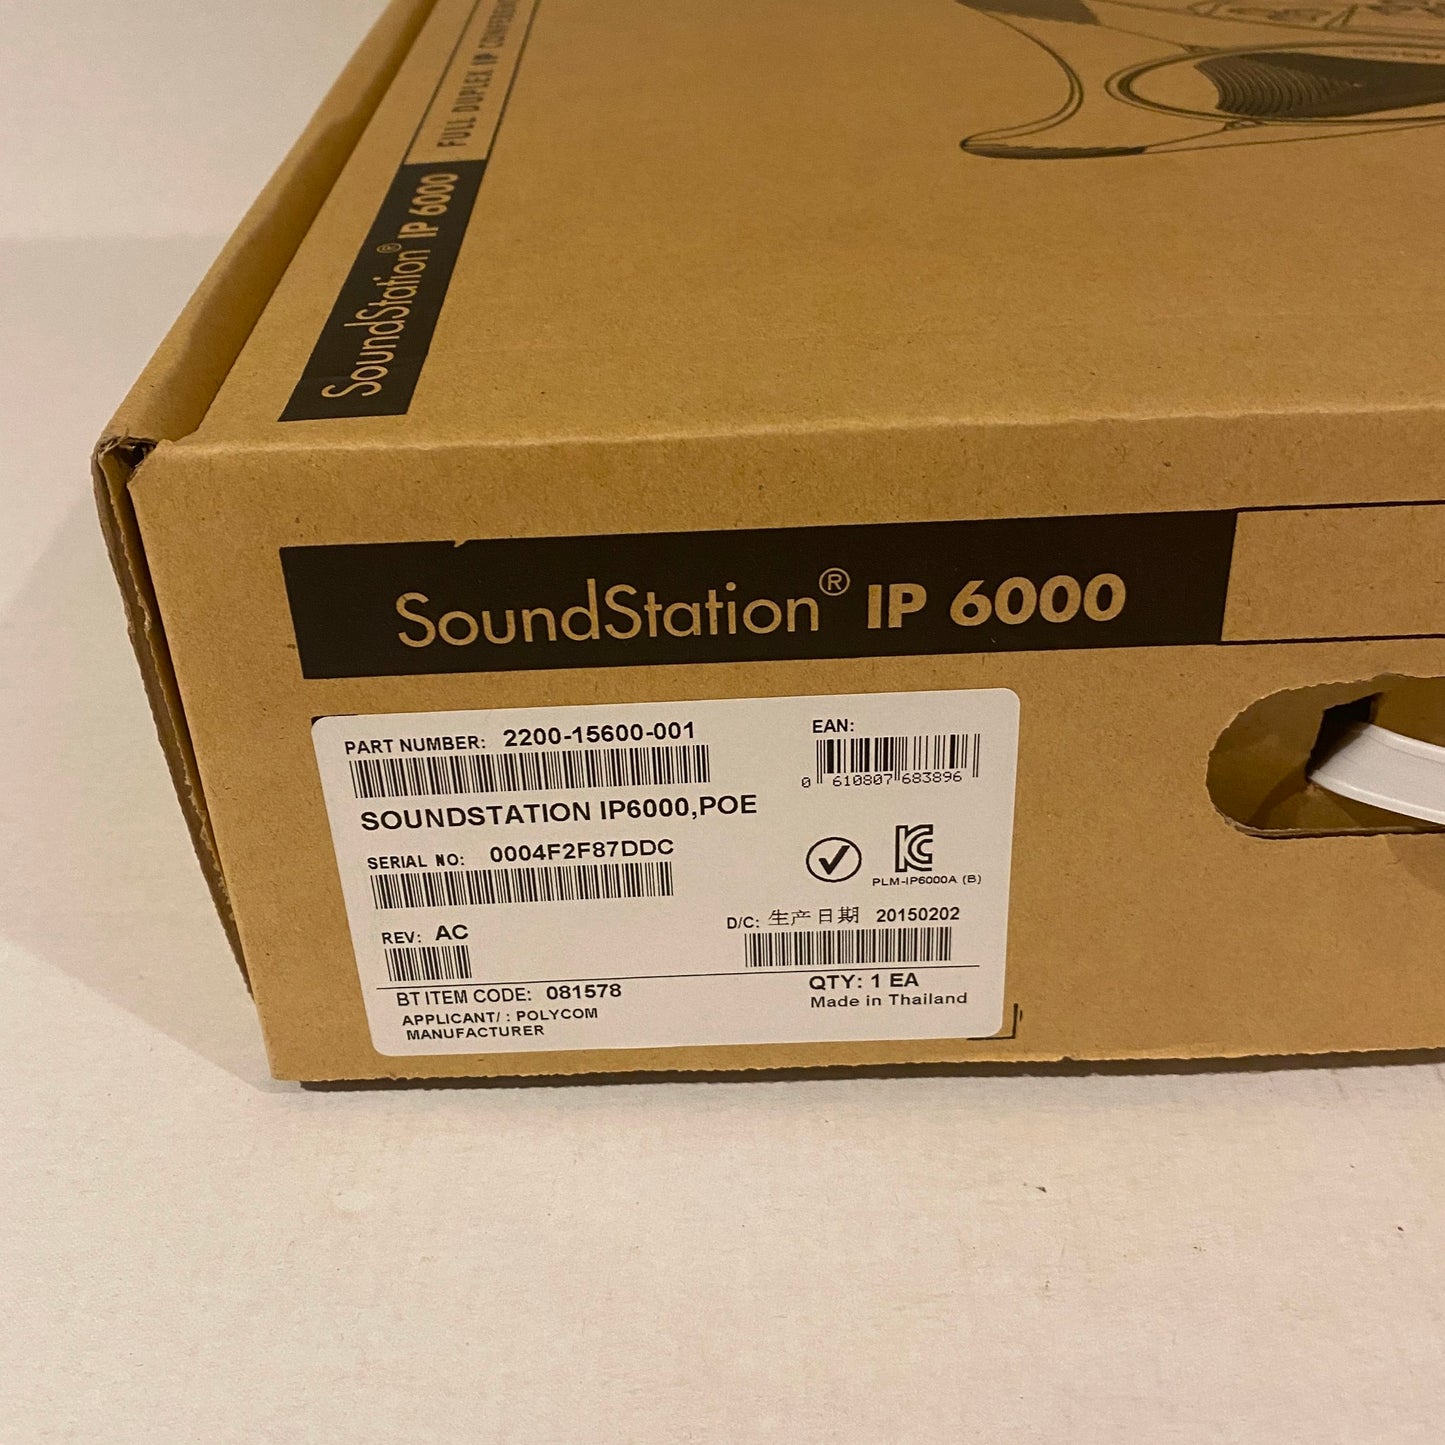 FULL DUPLEX IP
SoundStation® IP 6000
SoundStation® IP 6000
PART NUMBER: 2200-15600-001
EAN:
0 610807 683896
SOUNDSTATION IP6000,POE
SERIAL NO: 0004F2F87DDC
PLM-IP6000A (B)
REV: AC
D/C: 生产日期 20150202
BT ITEM CODE: 081578
QTY: 1 EA
Made in Thailand
APPLICANT/ : POLYCOM
MANUFACTURER